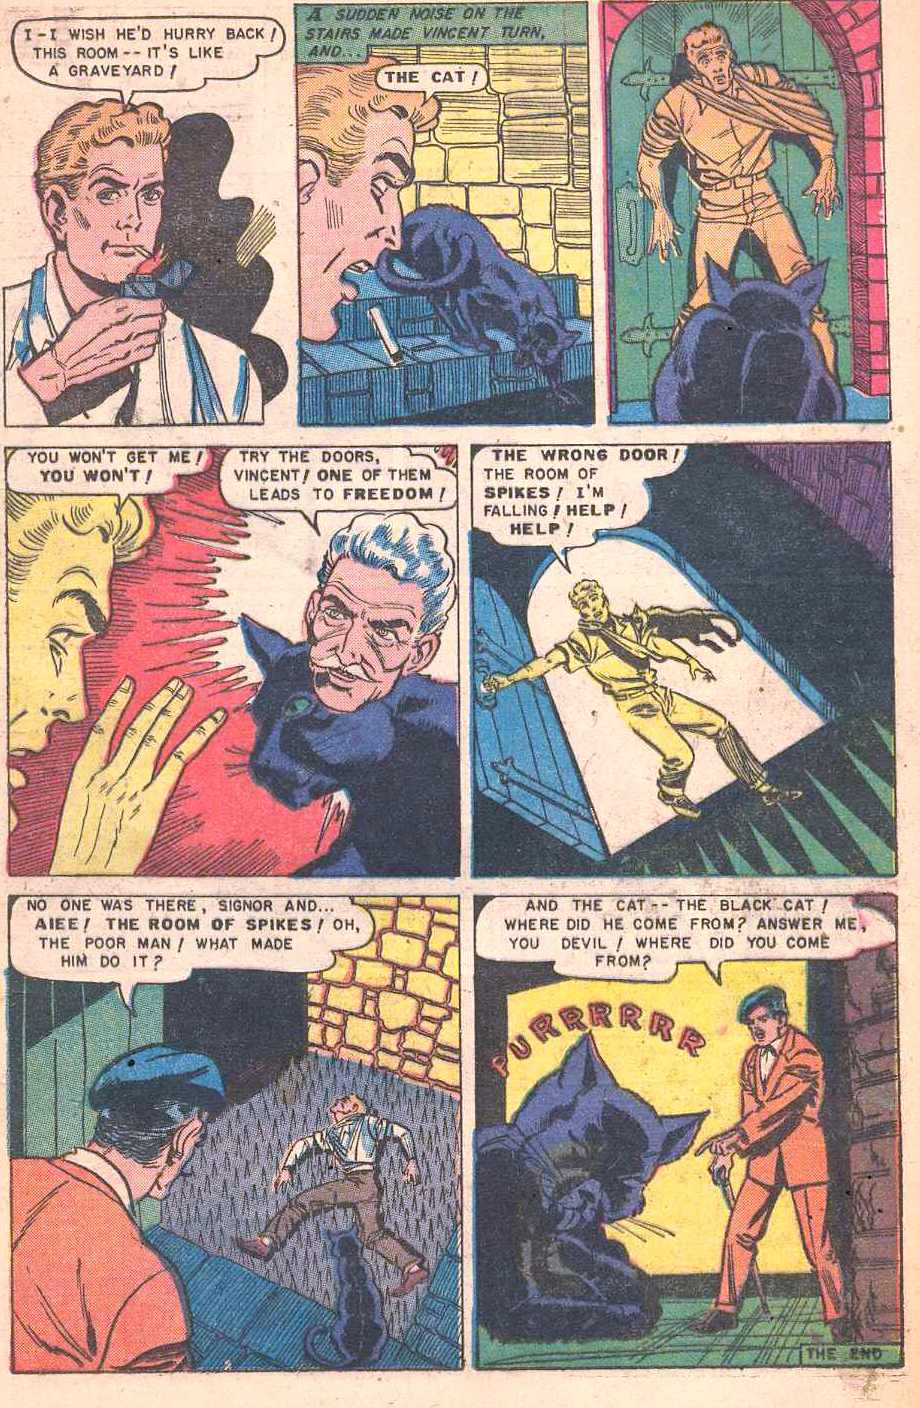 I-I WISH HE'D HURRY BACK!
THIS ROOM -- IT'S LIKE
A GRAVEYARD!
A SUDDEN NOISE ON THE
STAIRS MADE VINCENT TURN,
AND...
THE CAT!
YOU WON'T GET ME!
YOU WON'T!
TRY THE DOORS,
VINCENT! ONE OF THEM
LEADS TO FREEDOM!
THE WRONG DOOR!
THE ROOM OF
SPIKES! I'M
FALLING! HELP!
HELP!
NO ONE WAS THERE, SIGNOR AND...
AIEE! THE ROOM OF SPIKES! OH,
THE POOR MAN! WHAT MADE
HIM DO IT?
AND THE CAT -- THE BLACK CAT!
WHERE DID HE COME FROM? ANSWER ME,
YOU DEVIL! WHERE DID YOU COME
FROM?
PURRRRRRR
THE END